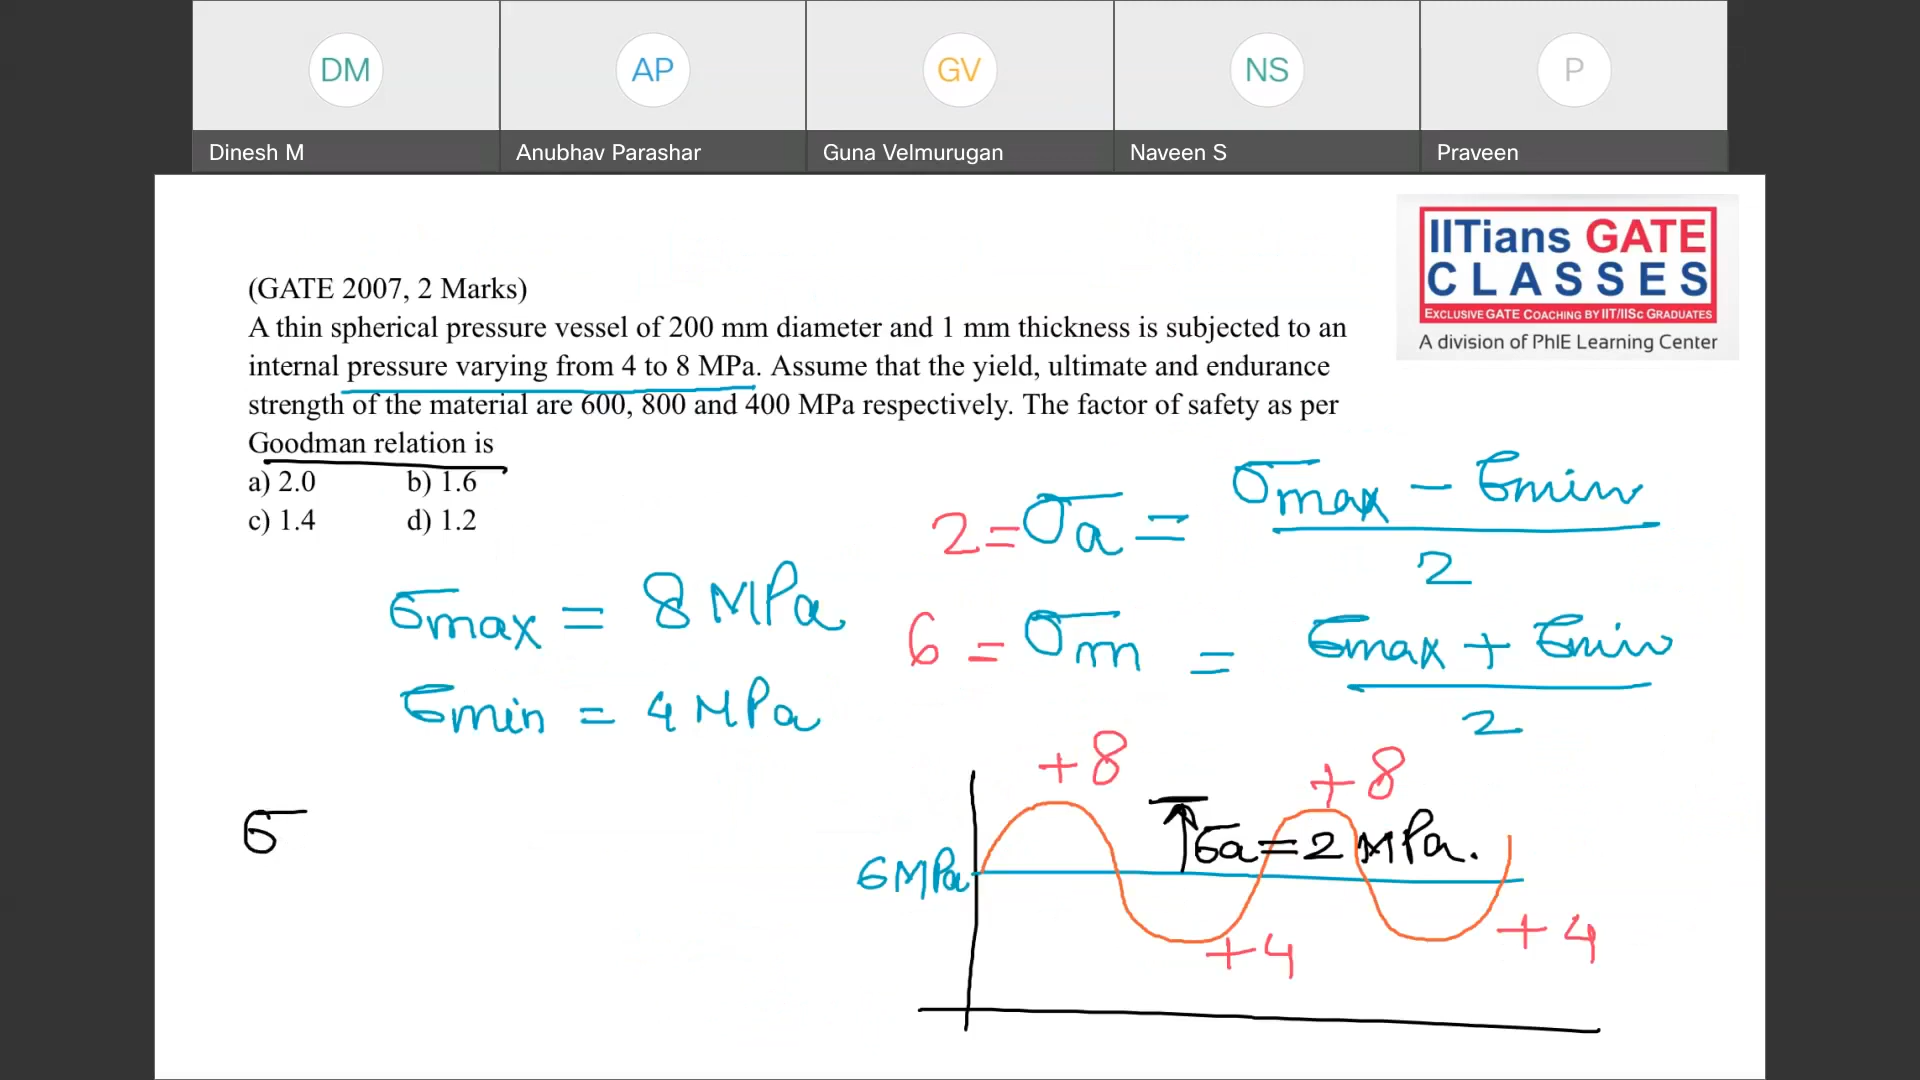 DM AP GV NS P
Dinesh M Anubhav Parashar Guna Velmurugan Naveen S Praveen
IITians GATE
CLASSES
EXCLUSIVE GATE COACHING BY IIT/IISc GRADUATES
A division of PhIE Learning Center
(GATE 2007, 2 Marks)
A thin spherical pressure vessel of 200 mm diameter and 1 mm thickness is subjected to an
internal pressure varying from 4 to 8 MPa. Assume that the yield, ultimate and endurance
strength of the material are 600, 800 and 400 MPa respectively. The factor of safety as per
Goodman relation is
a) 2.0 b) 1.6
c) 1.4 d) 1.2
2 = σa = σmax - σmin
2
σmax = 8 MPa
6 = σm = σmax + σmin
2
σmin = 4 MPa
+8 +8
σ
σa = 2 MPa.
6 MPa
+4 +4